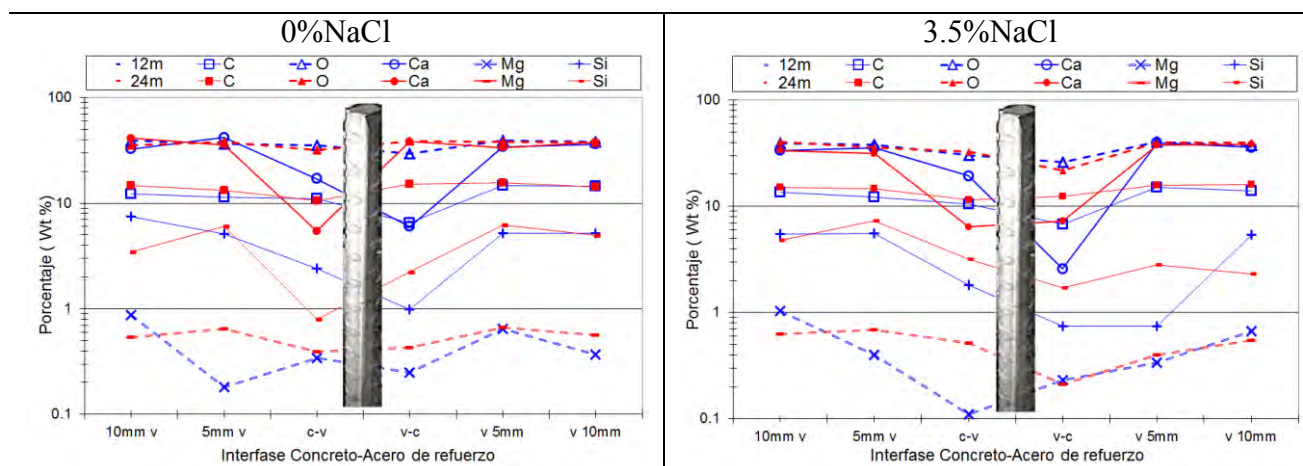 0%NaCl
12m C O Ca Mg Si
24m C O Ca Mg Si
100
10
1
0.1
Porcentaje ( Wt %)
10mm v 5mm v c-v v-c v 5mm v 10mm
Interfase Concreto-Acero de refuerzo
3.5%NaCl
12m C O Ca Mg Si
24m C O Ca Mg Si
100
10
1
0.1
Porcentaje ( Wt %)
10mm v 5mm v c-v v-c v 5mm v 10mm
Interfase Concreto-Acero de refuerzo